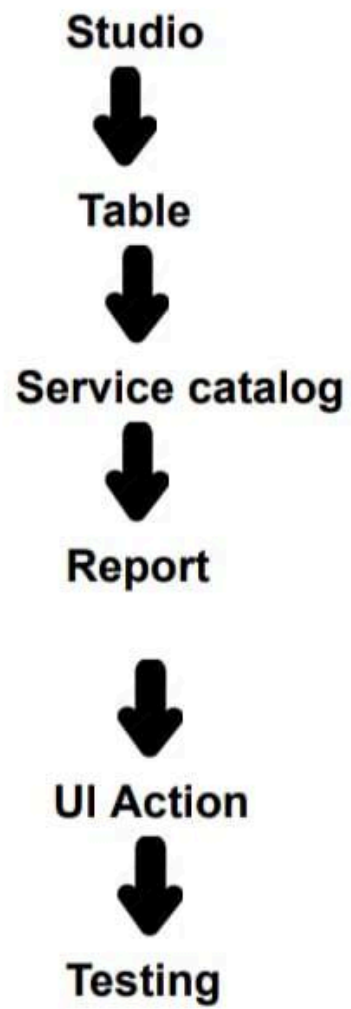 Studio
Table
Service catalog
Report
UI Action
Testing